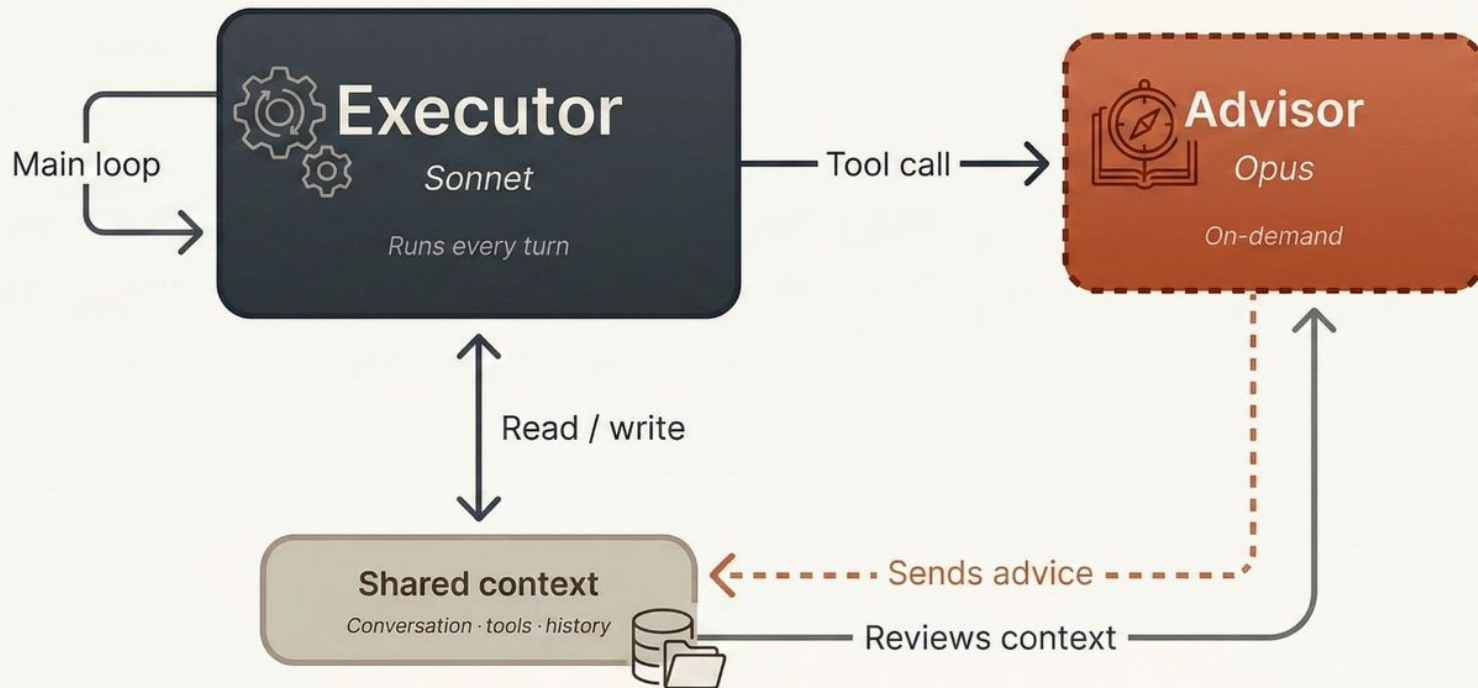 Executor
Sonnet
Runs every turn
Main loop
Tool call
Advisor
Opus
On-demand
Read / write
Shared context
Conversation · tools · history
Sends advice
Reviews context